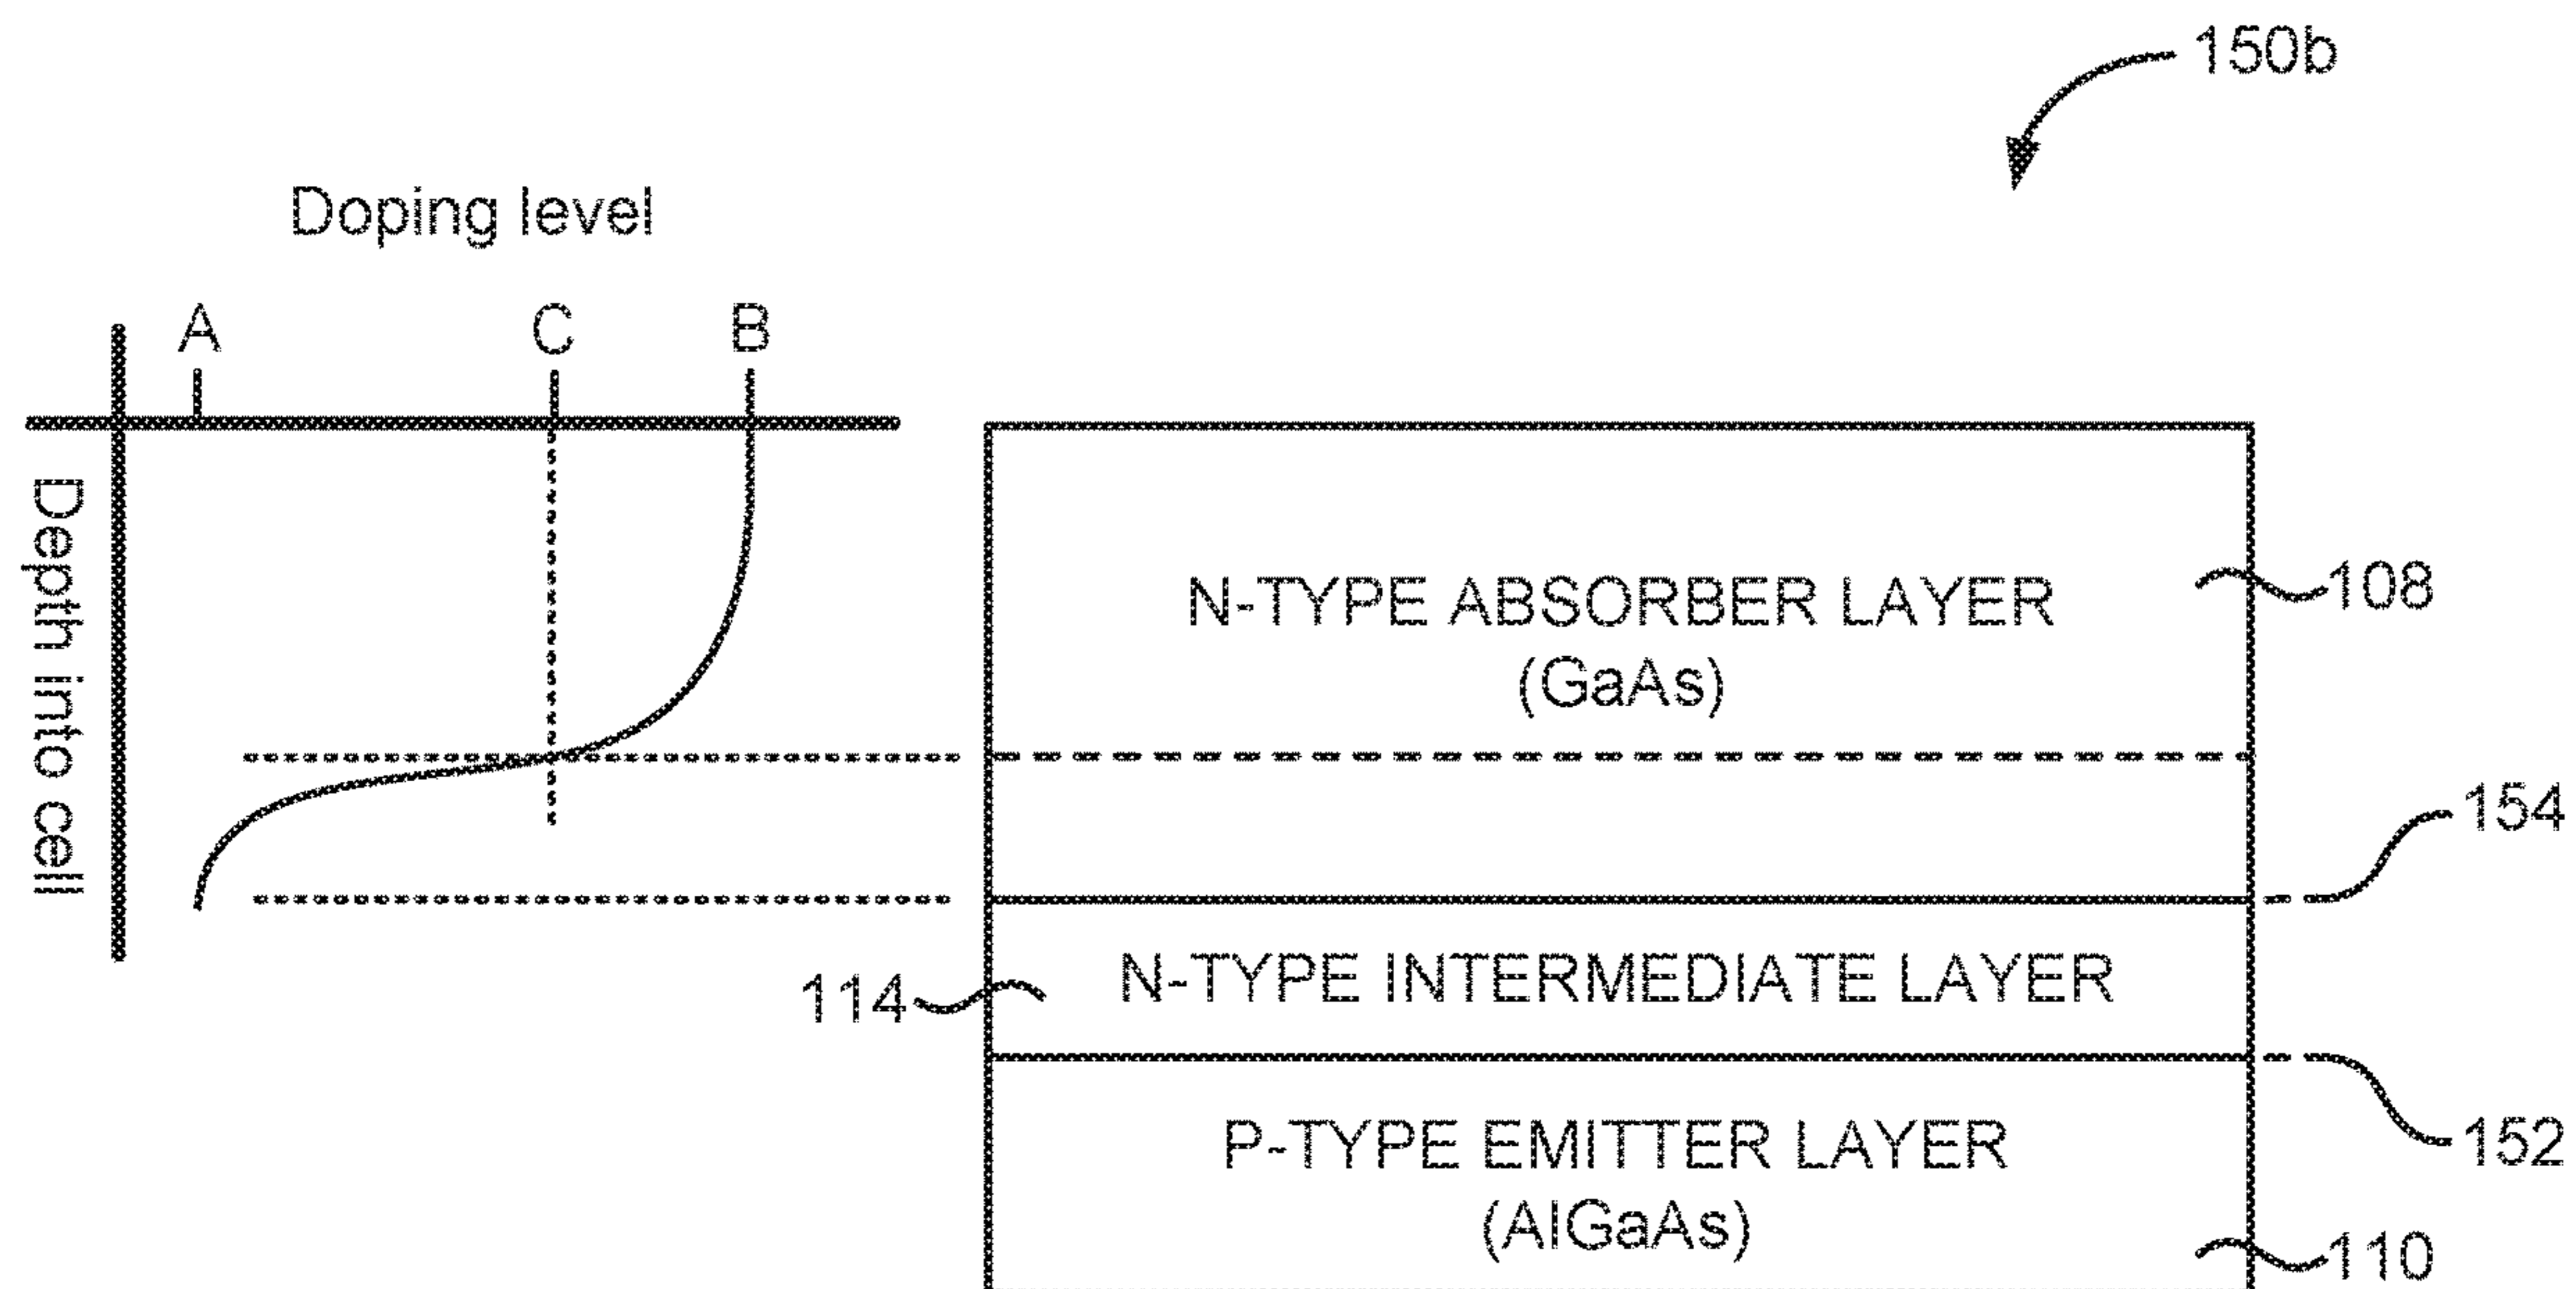 150b
Doping level
A
C
B
Depth into cell
N-TYPE ABSORBER LAYER
(GaAs)
108
154
N-TYPE INTERMEDIATE LAYER
114
P-TYPE EMITTER LAYER
(AlGaAs)
152
110